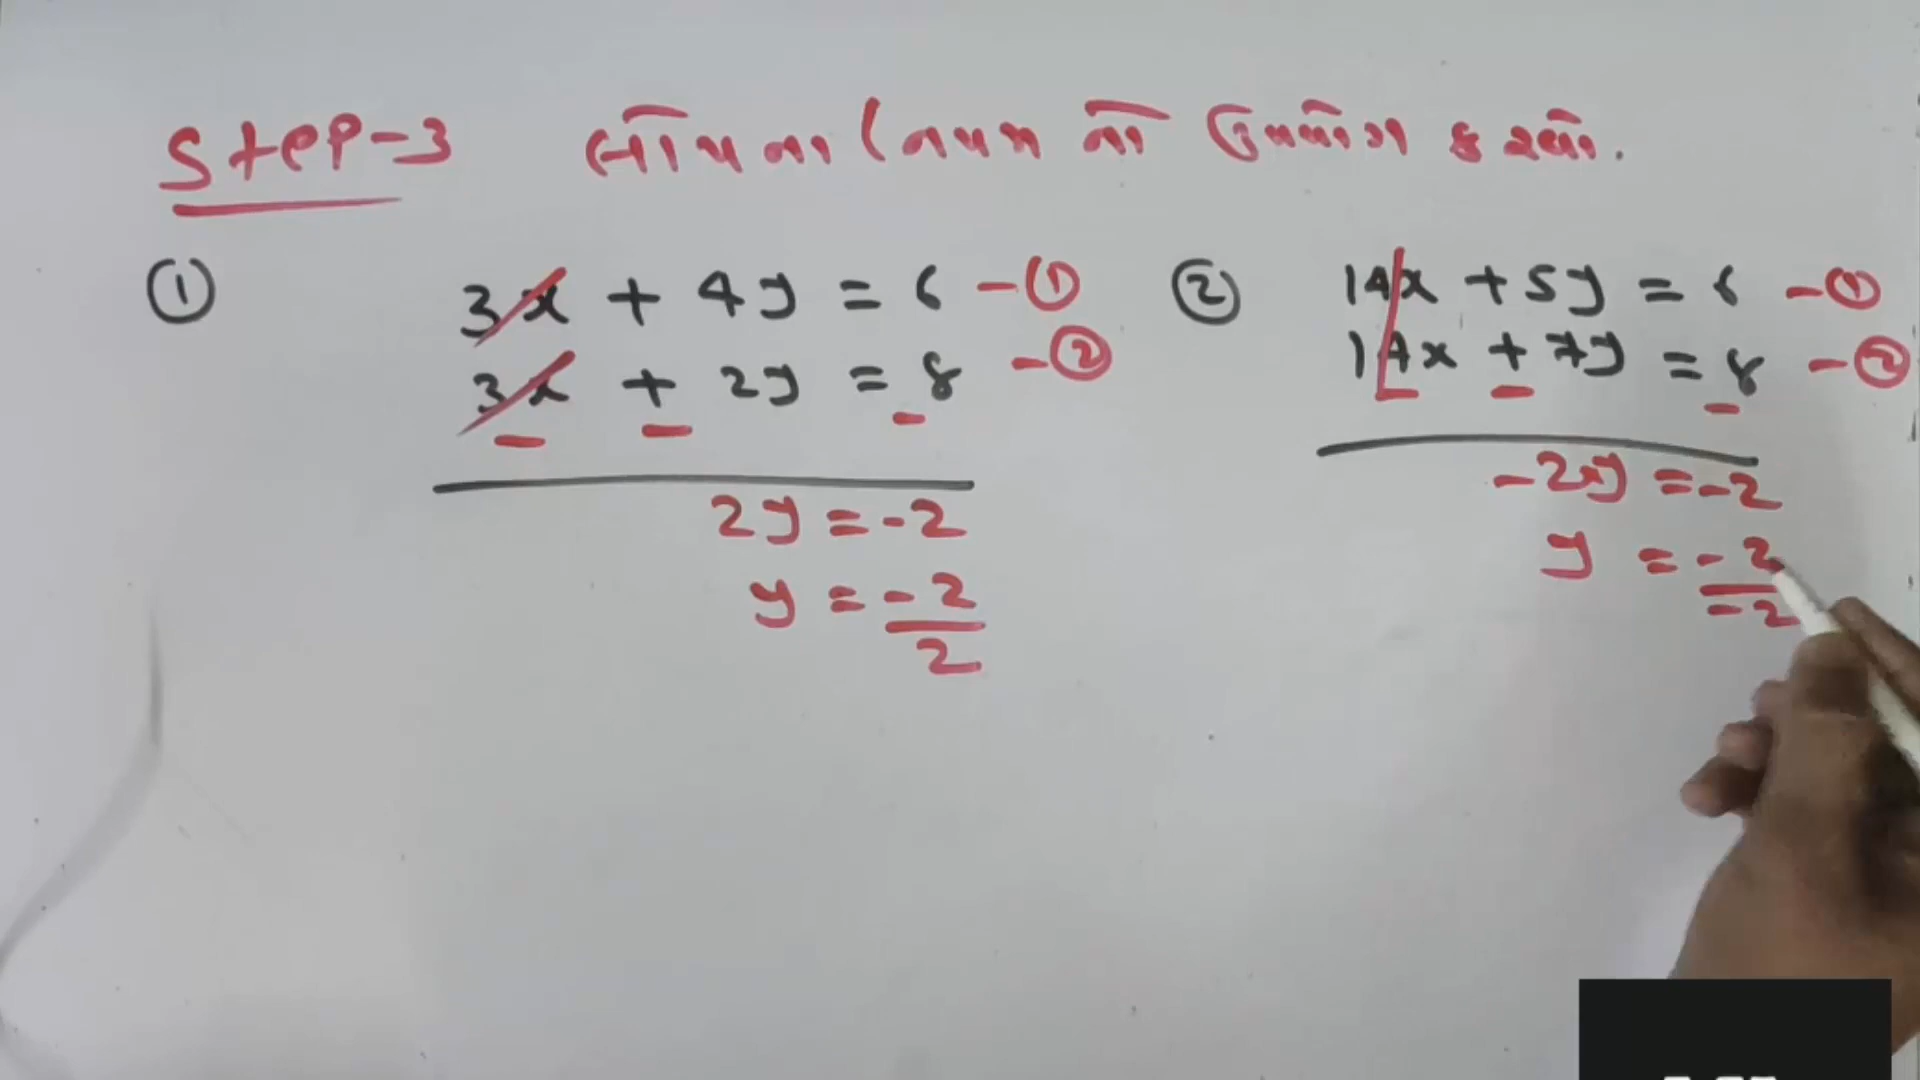 Step-3 લોપના નિયમ નો ઉપયોગ કરવો.
① 3x + 4y = 6 -①
3x + 2y = 8 -②
- - -
2y = -2
y = -2/2
② 14x + 5y = 6 -①
14x + 7y = 8 -②
- - -
-2y = -2
y = -2/-2